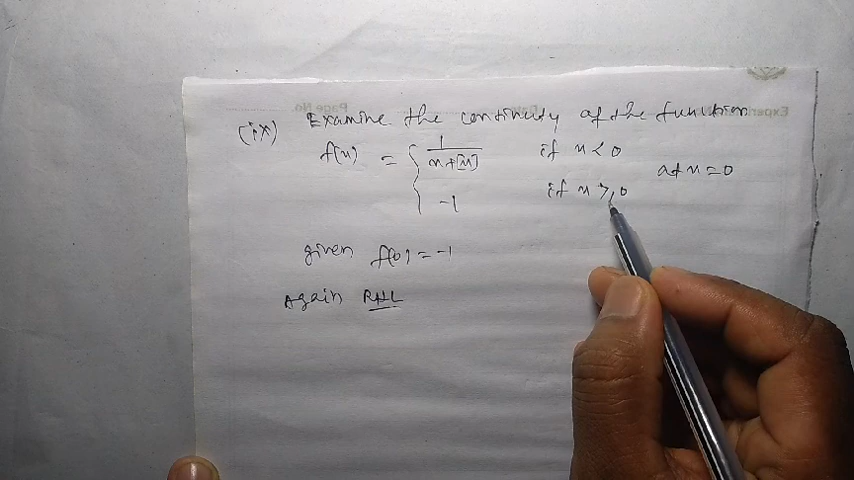 (ix) Examine the continuity of the function
f(x) = { 1/(x+[x]) if x < 0
-1 if x ≥ 0 at x = 0
given f(0) = -1
Again RHL